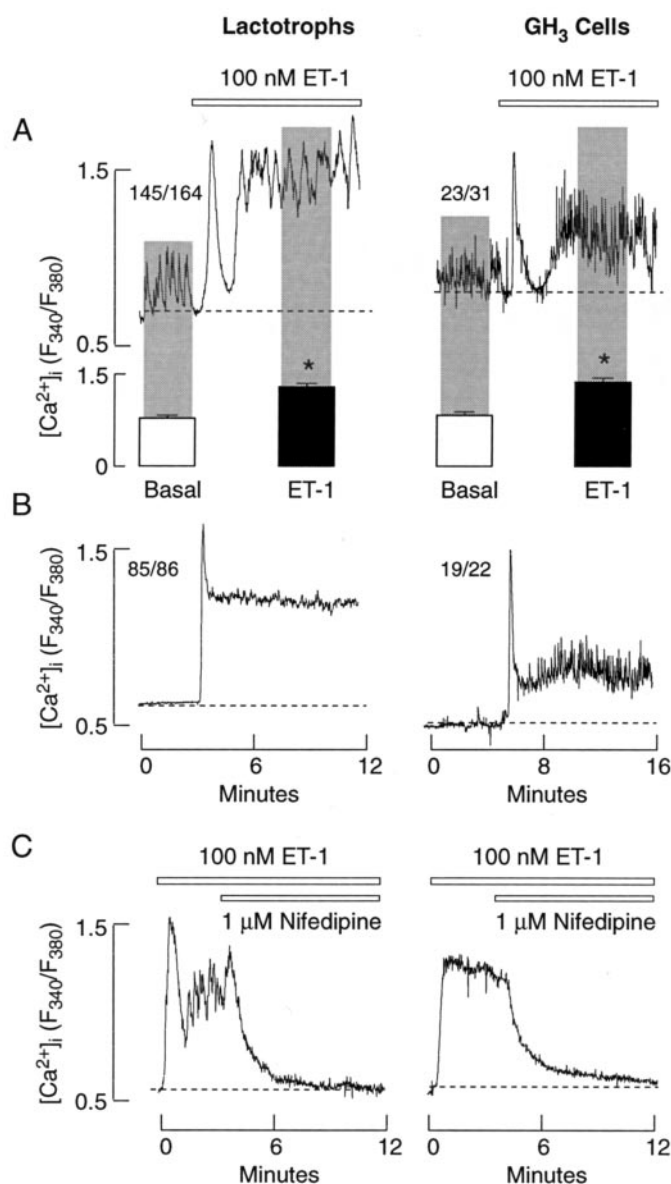 Lactotrophs GH₃ Cells
100 nM ET-1 100 nM ET-1
A
1.5
145/164 23/31
[Ca²⁺]ᵢ (F₃₄₀/F₃₈₀)
0.5
* *
1.5
0
Basal ET-1 Basal ET-1
B
1.5
85/86 19/22
[Ca²⁺]ᵢ (F₃₄₀/F₃₈₀)
0.5
0 6 12 0 8 16
Minutes Minutes
C
100 nM ET-1 100 nM ET-1
1 μM Nifedipine 1 μM Nifedipine
1.5
[Ca²⁺]ᵢ (F₃₄₀/F₃₈₀)
0.5
0 6 12 0 6 12
Minutes Minutes